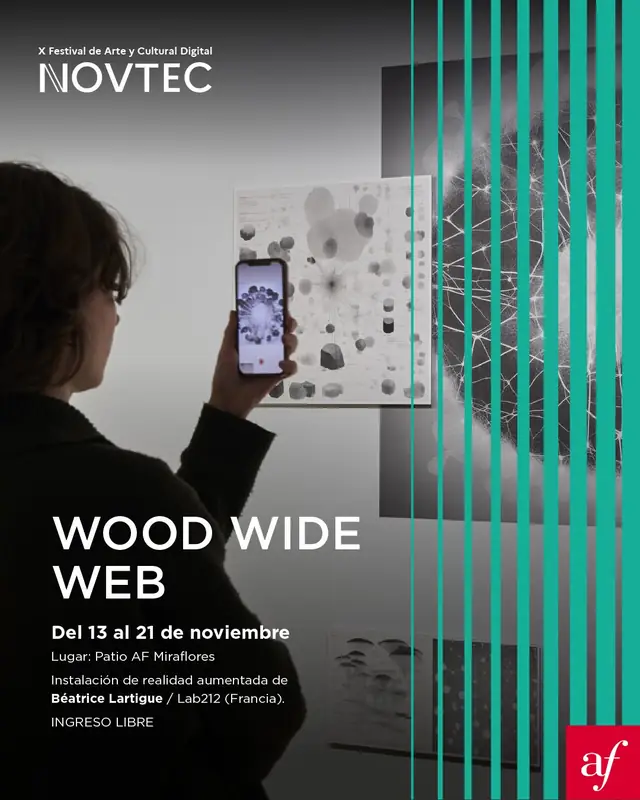 X Festival de Arte y Cultural Digital
NOVTEC
WOOD WIDE
WEB
Del 13 al 21 de noviembre
Lugar: Patio AF Miraflores
Instalación de realidad aumentada de
Béatrice Lartigue / Lab212 (Francia).
INGRESO LIBRE
af